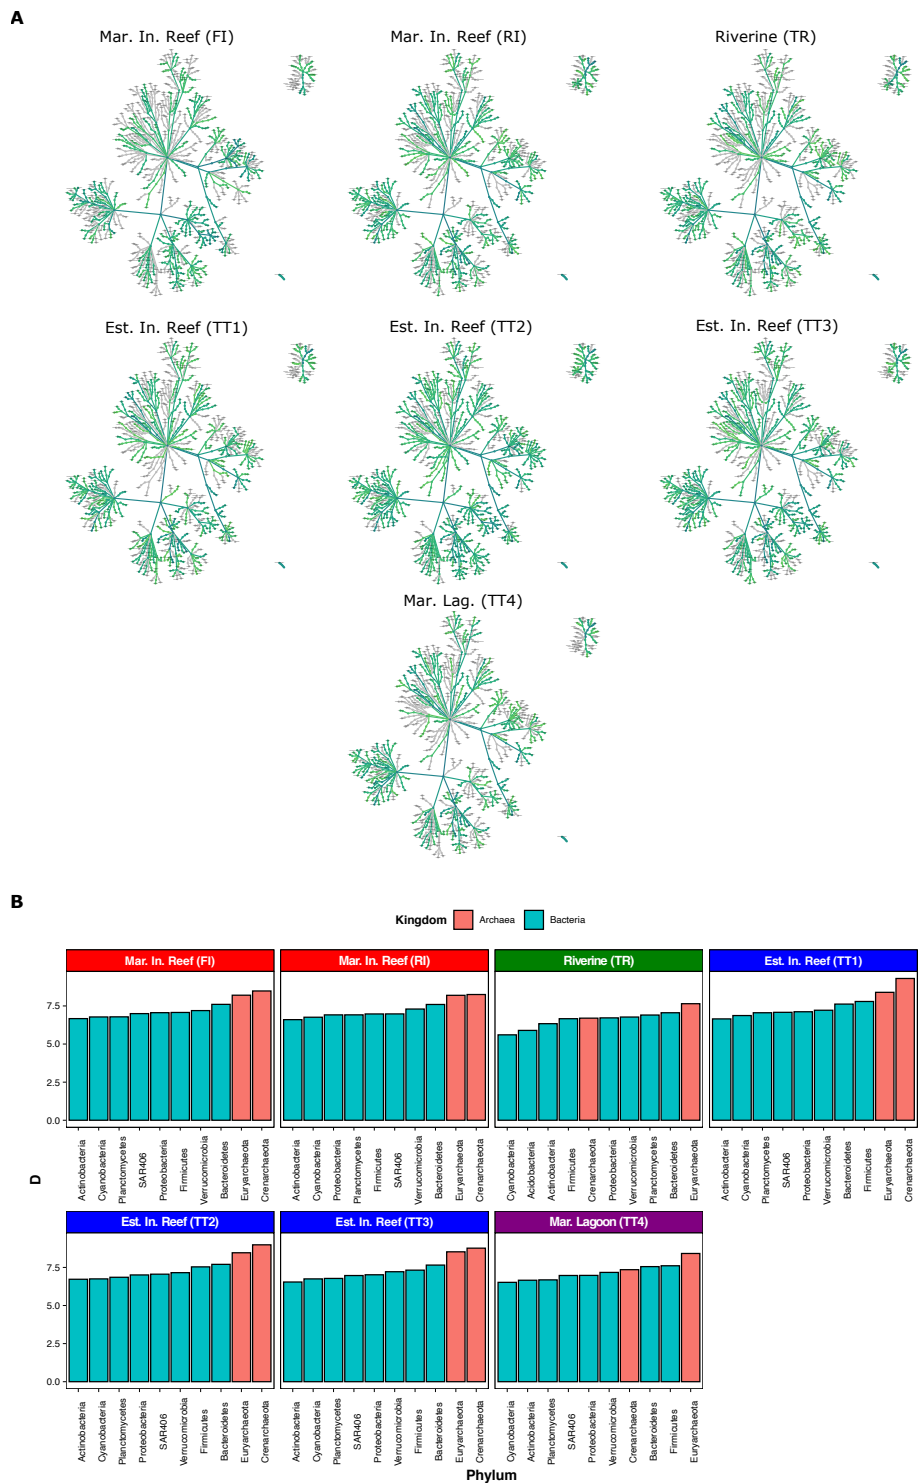 A
Mar. In. Reef (FI)
Mar. In. Reef (RI)
Riverine (TR)
Est. In. Reef (TT1)
Est. In. Reef (TT2)
Est. In. Reef (TT3)
Mar. Lag. (TT4)
B
Kingdom Archaea Bacteria
Mar. In. Reef (FI)
Mar. In. Reef (RI)
Riverine (TR)
Est. In. Reef (TT1)
7.5
5.0
2.5
0.0
Actinobacteria
Cyanobacteria
Planctomycetes
SAR406
Proteobacteria
Firmicutes
Verrucomicrobia
Bacteroidetes
Euryarchaeota
Crenarchaeota
Actinobacteria
Cyanobacteria
Proteobacteria
Planctomycetes
Firmicutes
SAR406
Verrucomicrobia
Bacteroidetes
Euryarchaeota
Crenarchaeota
Cyanobacteria
Acidobacteria
Actinobacteria
Firmicutes
Crenarchaeota
Proteobacteria
Verrucomicrobia
Planctomycetes
Bacteroidetes
Euryarchaeota
Actinobacteria
Cyanobacteria
Planctomycetes
SAR406
Proteobacteria
Verrucomicrobia
Bacteroidetes
Firmicutes
Euryarchaeota
Crenarchaeota
D
Est. In. Reef (TT2)
Est. In. Reef (TT3)
Mar. Lagoon (TT4)
7.5
5.0
2.5
0.0
Actinobacteria
Cyanobacteria
Planctomycetes
Proteobacteria
SAR406
Verrucomicrobia
Firmicutes
Bacteroidetes
Euryarchaeota
Crenarchaeota
Actinobacteria
Cyanobacteria
Planctomycetes
SAR406
Proteobacteria
Verrucomicrobia
Firmicutes
Bacteroidetes
Euryarchaeota
Crenarchaeota
Cyanobacteria
Actinobacteria
Planctomycetes
SAR406
Proteobacteria
Verrucomicrobia
Crenarchaeota
Bacteroidetes
Firmicutes
Euryarchaeota
Phylum